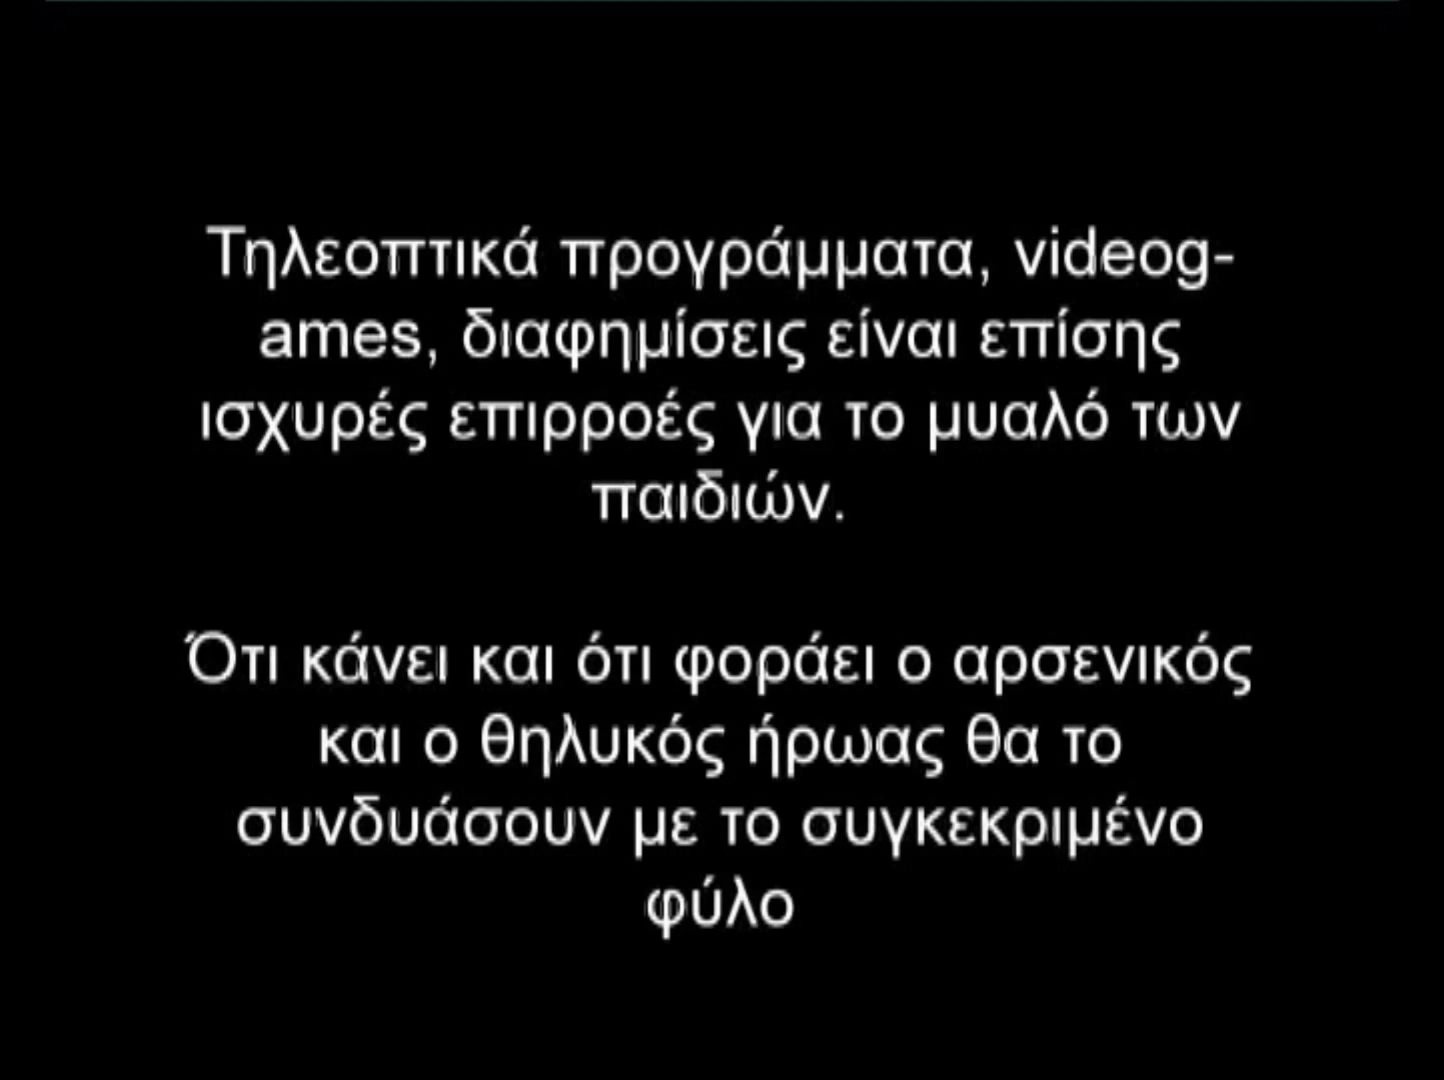 Τηλεοπτικά προγράμματα, videog-
ames, διαφημίσεις είναι επίσης
ισχυρές επιρροές για το μυαλό των
παιδιών.
Ότι κάνει και ότι φοράει ο αρσενικός
και ο θηλυκός ήρωας θα το
συνδυάσουν με το συγκεκριμένο
φύλο